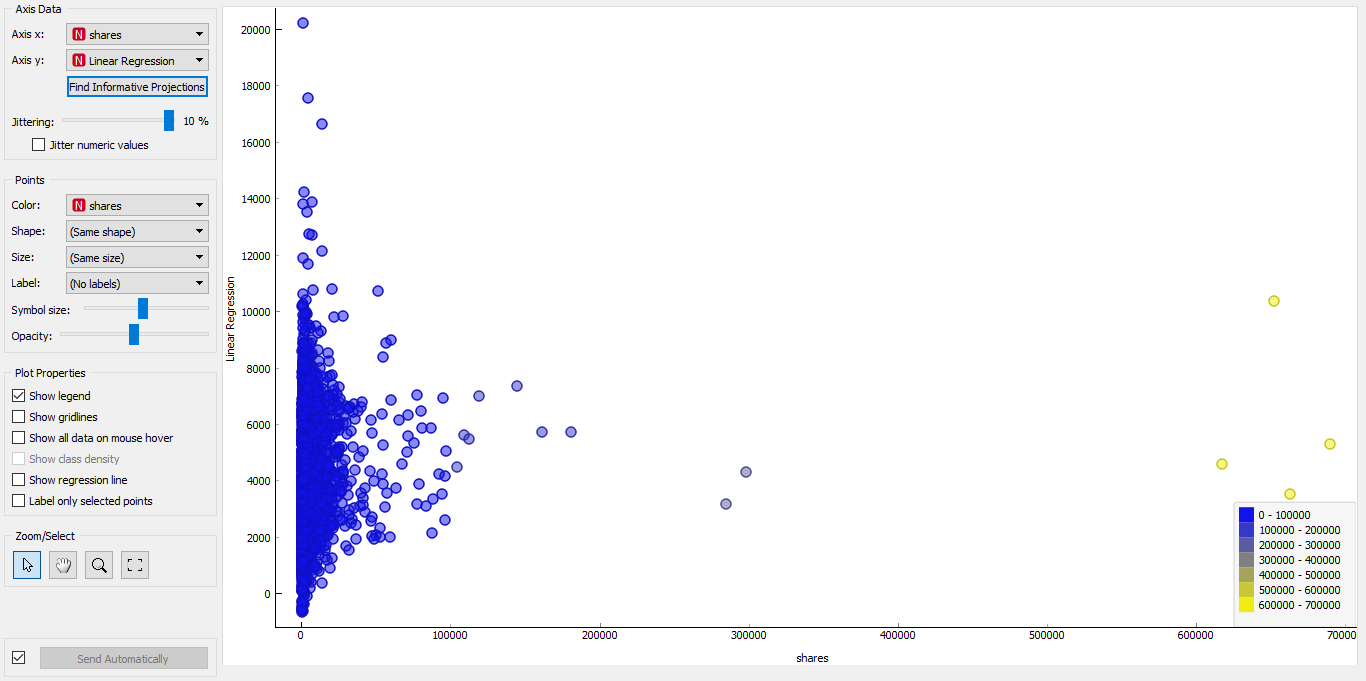 Axis Data
Axis x: N shares
Axis y: N Linear Regression
Find Informative Projections
Jittering: 10 %
Jitter numeric values
Points
Color: N shares
Shape: (Same shape)
Size: (Same size)
Label: (No labels)
Symbol size:
Opacity:
Plot Properties
Show legend
Show gridlines
Show all data on mouse hover
Show class density
Show regression line
Label only selected points
Zoom/Select
Send Automatically
Linear Regression
20000
18000
16000
14000
12000
10000
8000
6000
4000
2000
0
0 100000 200000 300000 400000 500000 600000 70000
shares
0 - 100000
100000 - 200000
200000 - 300000
300000 - 400000
400000 - 500000
500000 - 600000
600000 - 700000